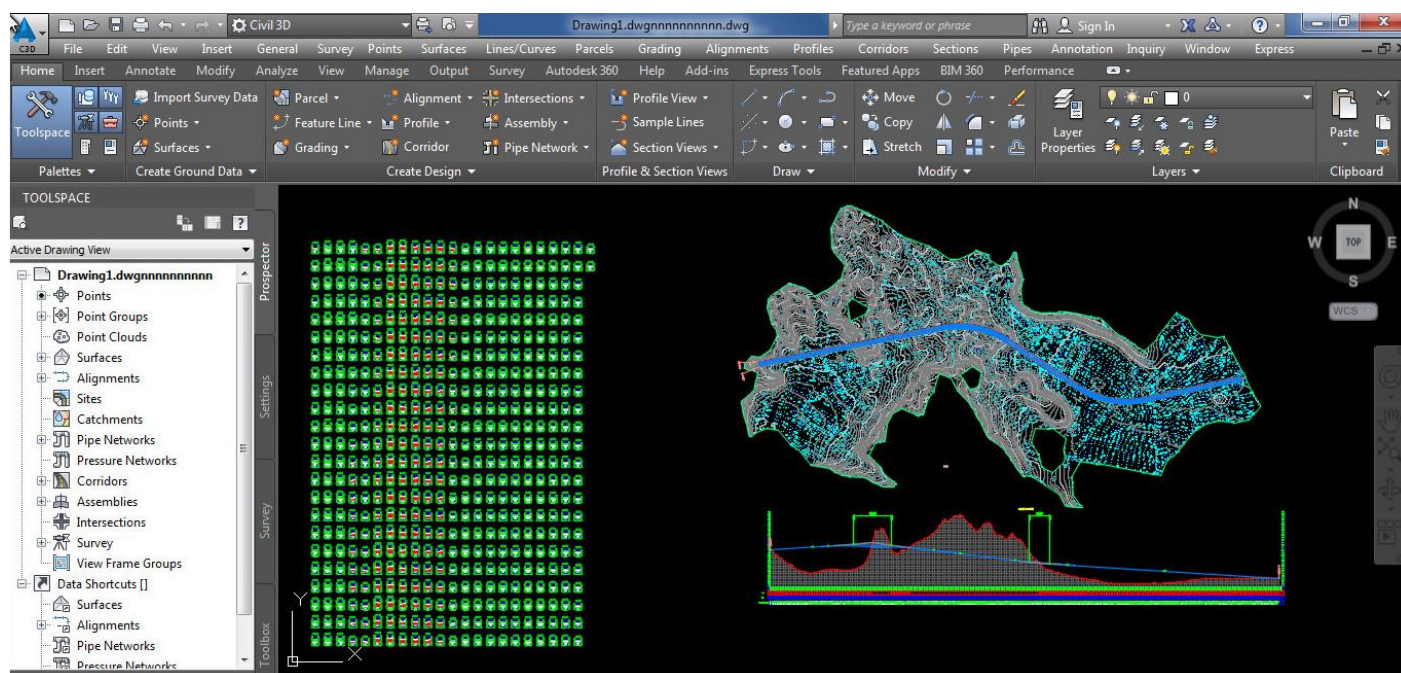 Civil 3D Drawing1.dwgnnnnnnnnnn.dwg Type a keyword or phrase Sign In
C3D File Edit View Insert General Survey Points Surfaces Lines/Curves Parcels Grading Alignments Profiles Corridors Sections Pipes Annotation Inquiry Window Express
Home Insert Annotate Modify Analyze View Manage Output Survey Autodesk 360 Help Add-ins Express Tools Featured Apps BIM 360 Performance
Import Survey Data Parcel Alignment Intersections Profile View Move 0
Toolspace Points Feature Line Profile Assembly Sample Lines Copy Layer Properties Paste
Surfaces Grading Corridor Pipe Network Section Views Stretch
Palettes Create Ground Data Create Design Profile & Section Views Draw Modify Layers Clipboard
TOOLSPACE
?
Active Drawing View
Drawing1.dwgnnnnnnnnnn
Points
Point Groups
Point Clouds
Surfaces
Alignments
Sites
Catchments
Pipe Networks
Pressure Networks
Corridors
Assemblies
Intersections
Survey
View Frame Groups
Data Shortcuts []
Surfaces
Alignments
Pipe Networks
Pressure Networks
Prospector
Settings
Survey
Toolbox
Y
X
N
W TOP E
S
WCS